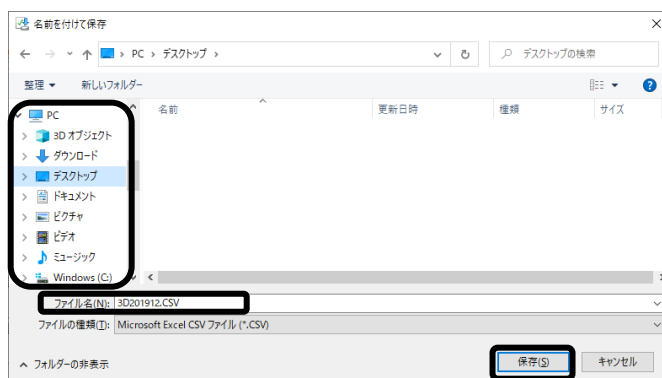 名前を付けて保存
PC › デスクトップ ›
デスクトップの検索
整理 新しいフォルダー
名前 更新日時 種類 サイズ
PC
3D オブジェクト
ダウンロード
デスクトップ
ドキュメント
ピクチャ
ビデオ
ミュージック
Windows (C:)
ファイル名(N): 3D201912.CSV
ファイルの種類(T): Microsoft Excel CSV ファイル (*.CSV)
フォルダーの非表示
保存(S) キャンセル